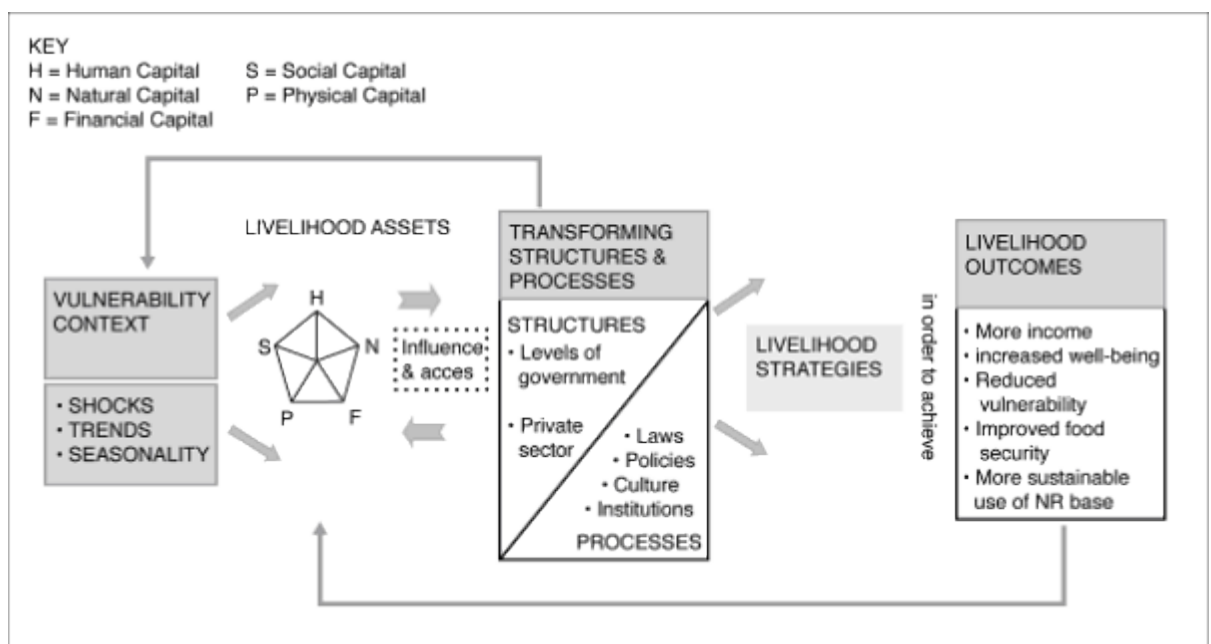 KEY
H = Human Capital
S = Social Capital
N = Natural Capital
P = Physical Capital
F = Financial Capital
LIVELIHOOD ASSETS
VULNERABILITY
CONTEXT
• SHOCKS
• TRENDS
• SEASONALITY
H
S
N
P
F
Influence
& acces
TRANSFORMING
STRUCTURES &
PROCESSES
STRUCTURES
• Levels of
government
• Private
sector
• Laws
• Policies
• Culture
• Institutions
PROCESSES
LIVELIHOOD
STRATEGIES
in order to achieve
LIVELIHOOD
OUTCOMES
• More income
• increased well-being
• Reduced
vulnerability
• Improved food
security
• More sustainable
use of NR base